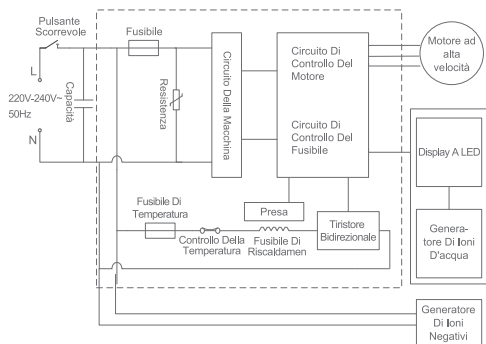 Pulsante
Scorrevole
L
220V-240V~
50Hz
N
Capacità
Fusibile
Resistenza
Circuito Della Macchina
Circuito Di
Controllo Del
Motore
Circuito Di
Controllo Del
Fusibile
Motore ad
alta
velocità
Display A LED
Genera-
tore Di Ioni
D'acqua
Presa
Tiristore
Bidirezionale
Fusibile Di
Temperatura
Controllo Della
Temperatura
Fusibile Di
Riscaldamen
Generatore
Di Ioni
Negativi